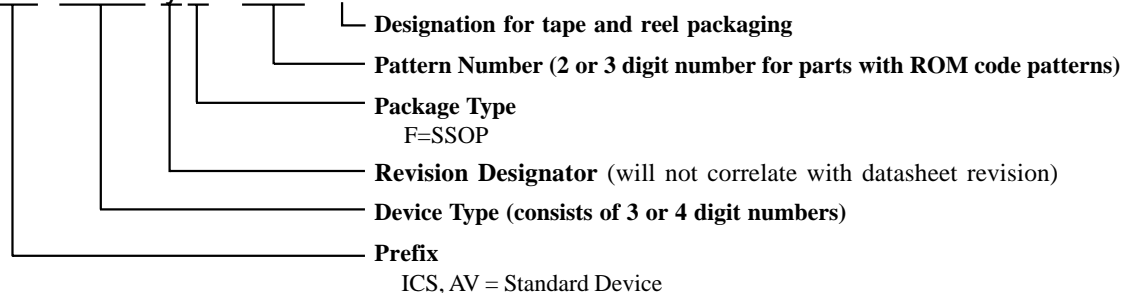 Designation for tape and reel packaging
Pattern Number (2 or 3 digit number for parts with ROM code patterns)
Package Type
F=SSOP
Revision Designator (will not correlate with datasheet revision)
Device Type (consists of 3 or 4 digit numbers)
Prefix
ICS, AV = Standard Device